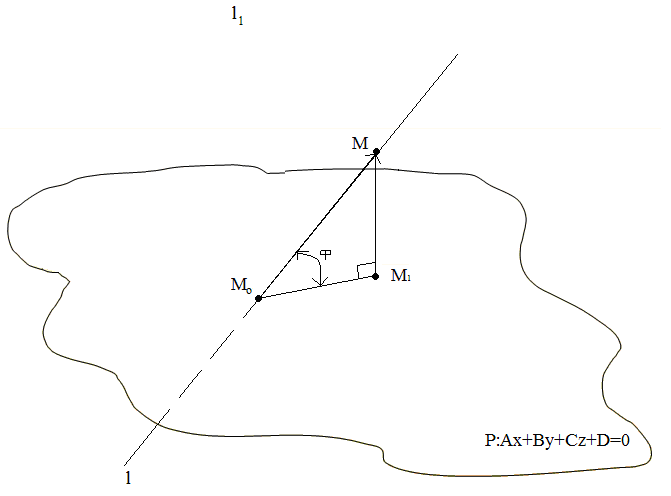 l₁
M
φ
M₀
M₁
P:Ax+By+Cz+D=0
l